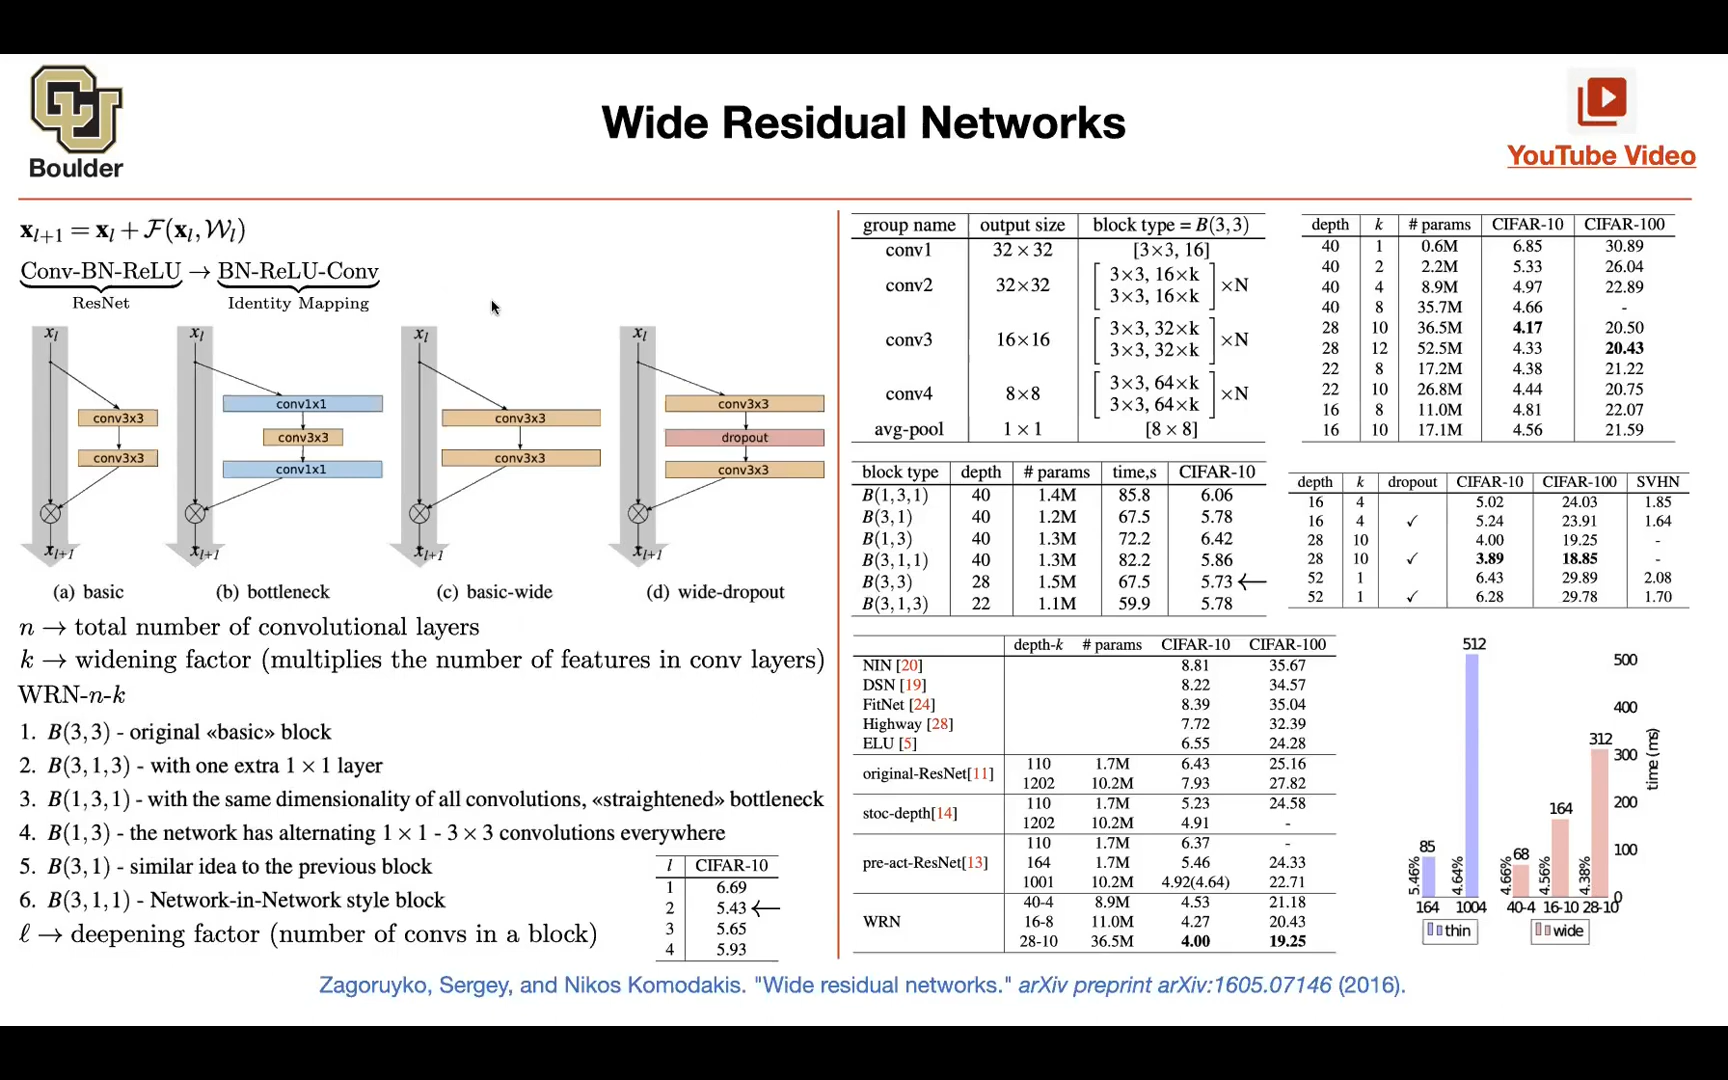 Boulder
Wide Residual Networks
YouTube Video
x_{l+1} = x_l + F(x_l, W_l)
Conv-BN-ReLU → BN-ReLU-Conv
ResNet Identity Mapping
x_l x_l x_l x_l
conv3x3
conv3x3
conv1x1
conv3x3
conv1x1
conv3x3
conv3x3
conv3x3
dropout
conv3x3
x_{l+1} x_{l+1} x_{l+1} x_{l+1}
(a) basic (b) bottleneck (c) basic-wide (d) wide-dropout
n → total number of convolutional layers
k → widening factor (multiplies the number of features in conv layers)
WRN-n-k
1. B(3,3) - original «basic» block
2. B(3,1,3) - with one extra 1 × 1 layer
3. B(1,3,1) - with the same dimensionality of all convolutions, «straightened» bottleneck
4. B(1,3) - the network has alternating 1 × 1 - 3 × 3 convolutions everywhere
5. B(3,1) - similar idea to the previous block
6. B(3,1,1) - Network-in-Network style block
ℓ → deepening factor (number of convs in a block)
l CIFAR-10
1 6.69
2 5.43 ←
3 5.65
4 5.93
group name output size block type = B(3,3)
conv1 32×32 [3×3, 16]
conv2 32×32 [3×3, 16×k
3×3, 16×k] ×N
conv3 16×16 [3×3, 32×k
3×3, 32×k] ×N
conv4 8×8 [3×3, 64×k
3×3, 64×k] ×N
avg-pool 1×1 [8×8]
block type depth # params time,s CIFAR-10
B(1,3,1) 40 1.4M 85.8 6.06
B(3,1) 40 1.2M 67.5 5.78
B(1,3) 40 1.3M 72.2 6.42
B(3,1,1) 40 1.3M 82.2 5.86
B(3,3) 28 1.5M 67.5 5.73 ←
B(3,1,3) 22 1.1M 59.9 5.78
depth-k # params CIFAR-10 CIFAR-100
NIN [20] 8.81 35.67
DSN [19] 8.22 34.57
FitNet [24] 8.39 35.04
Highway [28] 7.72 32.39
ELU [5] 6.55 24.28
original-ResNet[11] 110 1.7M 6.43 25.16
1202 10.2M 7.93 27.82
stoc-depth[14] 110 1.7M 5.23 24.58
1202 10.2M 4.91 -
pre-act-ResNet[13] 110 1.7M 6.37 -
164 1.7M 5.46 24.33
1001 10.2M 4.92(4.64) 22.71
WRN 40-4 8.9M 4.53 21.18
16-8 11.0M 4.27 20.43
28-10 36.5M 4.00 19.25
depth k # params CIFAR-10 CIFAR-100
40 1 0.6M 6.85 30.89
40 2 2.2M 5.33 26.04
40 4 8.9M 4.97 22.89
40 8 35.7M 4.66 -
28 10 36.5M 4.17 20.50
28 12 52.5M 4.33 20.43
22 8 17.2M 4.38 21.22
22 10 26.8M 4.44 20.75
16 8 11.0M 4.81 22.07
16 10 17.1M 4.56 21.59
depth k dropout CIFAR-10 CIFAR-100 SVHN
16 4 5.02 24.03 1.85
16 4 ✓ 5.24 23.91 1.64
28 10 4.00 19.25 -
28 10 ✓ 3.89 18.85 -
52 1 6.43 29.89 2.08
52 1 ✓ 6.28 29.78 1.70
512
312
164
85
68
5.46% 4.64% 4.66% 4.56% 4.38%
500
400
300
200
100
0
time (ms)
164 1004 40-4 16-10 28-10
thin wide
Zagoruyko, Sergey, and Nikos Komodakis. "Wide residual networks." arXiv preprint arXiv:1605.07146 (2016).